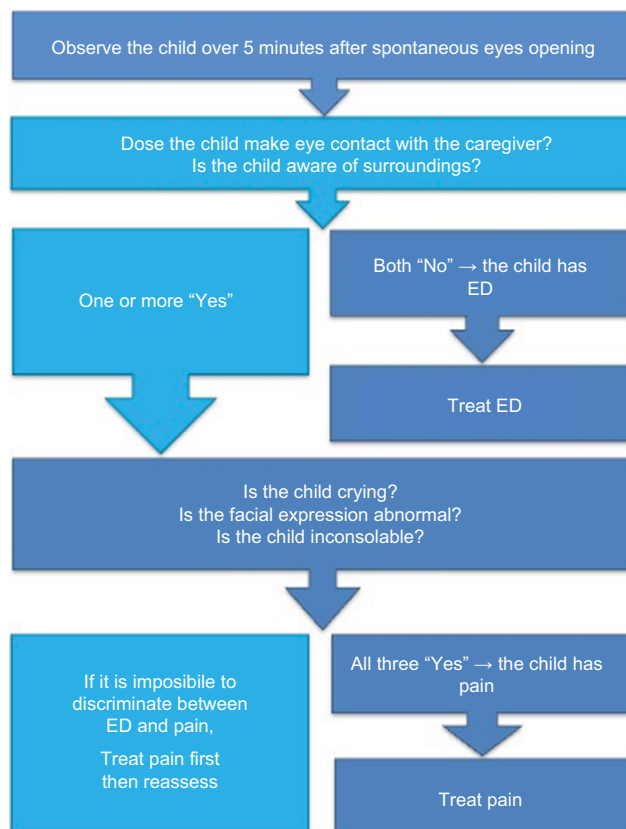 Observe the child over 5 minutes after spontaneous eyes opening
Dose the child make eye contact with the caregiver?
Is the child aware of surroundings?
One or more “Yes”
Both “No” → the child has
ED
Treat ED
Is the child crying?
Is the facial expression abnormal?
Is the child inconsolable?
If it is imposibile to
discriminate between
ED and pain,
Treat pain first
then reassess
All three “Yes” → the child has
pain
Treat pain